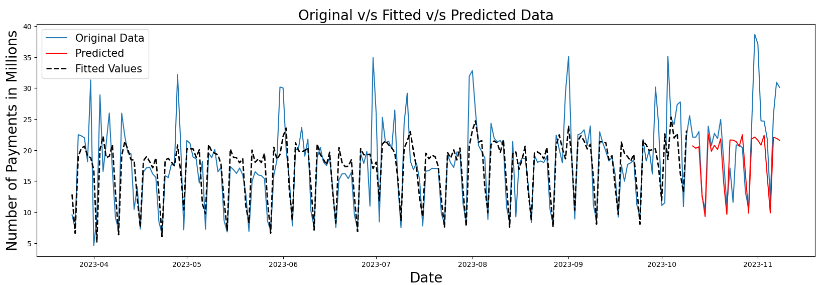 Original v/s Fitted v/s Predicted Data
Original Data
Predicted
Fitted Values
Number of Payments in Millions
40
35
30
25
20
15
10
5
2023-04 2023-05 2023-06 2023-07 2023-08 2023-09 2023-10 2023-11
Date